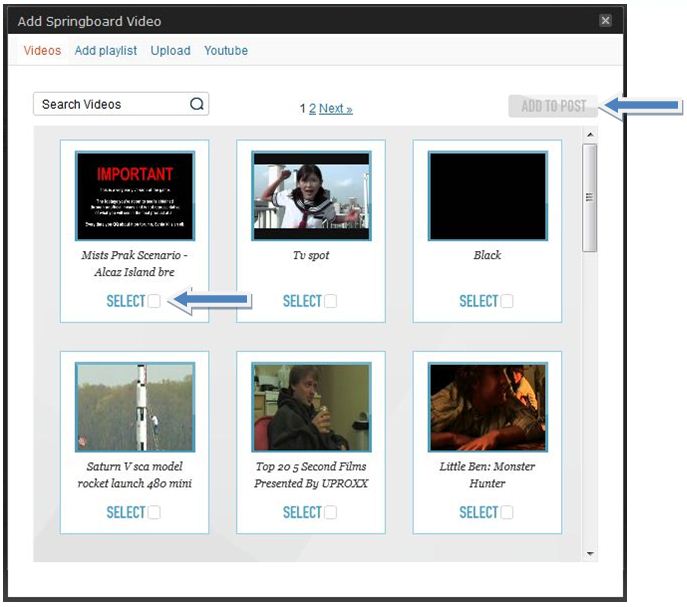 Add Springboard Video
Videos Add playlist Upload Youtube
Search Videos
1 2 Next »
ADD TO POST
IMPORTANT
Mists Prak Scenario -
Alcaz Island bre
SELECT
Tv spot
SELECT
Black
SELECT
Saturn V sca model
rocket launch 480 mini
SELECT
Top 20 5 Second Films
Presented By UPROXX
SELECT
Little Ben: Monster
Hunter
SELECT